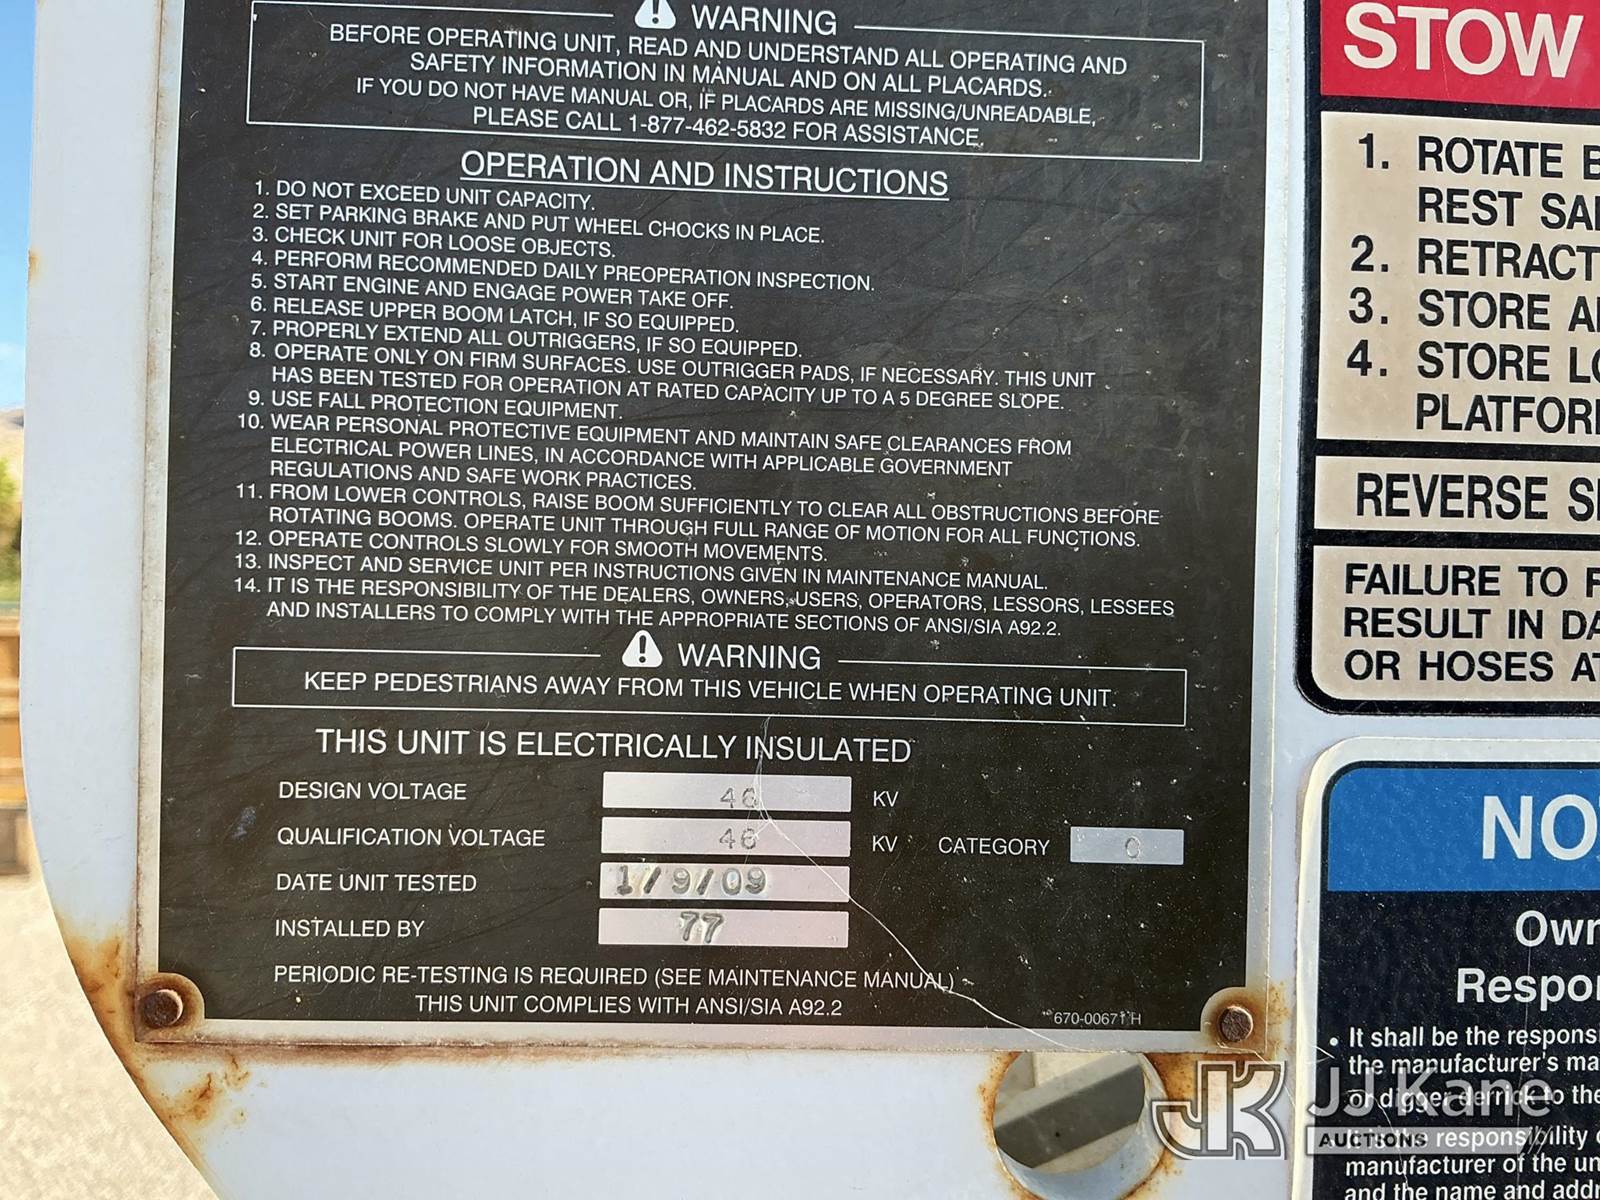 WARNING
BEFORE OPERATING UNIT, READ AND UNDERSTAND ALL OPERATING AND
SAFETY INFORMATION IN MANUAL AND ON ALL PLACARDS.
IF YOU DO NOT HAVE MANUAL OR, IF PLACARDS ARE MISSING/UNREADABLE,
PLEASE CALL 1-877-462-5832 FOR ASSISTANCE.
OPERATION AND INSTRUCTIONS
1. DO NOT EXCEED UNIT CAPACITY.
2. SET PARKING BRAKE AND PUT WHEEL CHOCKS IN PLACE.
3. CHECK UNIT FOR LOOSE OBJECTS.
4. PERFORM RECOMMENDED DAILY PREOPERATION INSPECTION.
5. START ENGINE AND ENGAGE POWER TAKE OFF.
6. RELEASE UPPER BOOM LATCH, IF SO EQUIPPED.
7. PROPERLY EXTEND ALL OUTRIGGERS, IF SO EQUIPPED.
8. OPERATE ONLY ON FIRM SURFACES. USE OUTRIGGER PADS, IF NECESSARY. THIS UNIT
HAS BEEN TESTED FOR OPERATION AT RATED CAPACITY UP TO A 5 DEGREE SLOPE.
9. USE FALL PROTECTION EQUIPMENT.
10. WEAR PERSONAL PROTECTIVE EQUIPMENT AND MAINTAIN SAFE CLEARANCES FROM
ELECTRICAL POWER LINES, IN ACCORDANCE WITH APPLICABLE GOVERNMENT
REGULATIONS AND SAFE WORK PRACTICES.
11. FROM LOWER CONTROLS, RAISE BOOM SUFFICIENTLY TO CLEAR ALL OBSTRUCTIONS BEFORE
ROTATING BOOMS. OPERATE UNIT THROUGH FULL RANGE OF MOTION FOR ALL FUNCTIONS.
12. OPERATE CONTROLS SLOWLY FOR SMOOTH MOVEMENTS.
13. INSPECT AND SERVICE UNIT PER INSTRUCTIONS GIVEN IN MAINTENANCE MANUAL.
14. IT IS THE RESPONSIBILITY OF THE DEALERS, OWNERS, USERS, OPERATORS, LESSORS, LESSEES
AND INSTALLERS TO COMPLY WITH THE APPROPRIATE SECTIONS OF ANSI/SIA A92.2.
WARNING
KEEP PEDESTRIANS AWAY FROM THIS VEHICLE WHEN OPERATING UNIT.
THIS UNIT IS ELECTRICALLY INSULATED
DESIGN VOLTAGE 46 KV
QUALIFICATION VOLTAGE 46 KV CATEGORY C
DATE UNIT TESTED 1/9/09
INSTALLED BY 77
PERIODIC RE-TESTING IS REQUIRED (SEE MAINTENANCE MANUAL)
THIS UNIT COMPLIES WITH ANSI/SIA A92.2
670-00671 H
STOW
1. ROTATE B
REST SA
2. RETRACT
3. STORE A
4. STORE LO
PLATFOR
REVERSE S
FAILURE TO F
RESULT IN DA
OR HOSES AT
NO
Own
Respo
• It shall be the respons
the manufacturer's ma
or digger derrick to the
• It is the responsibility
manufacturer of the un
and the name and add
JK JJ Kane
AUCTIONS